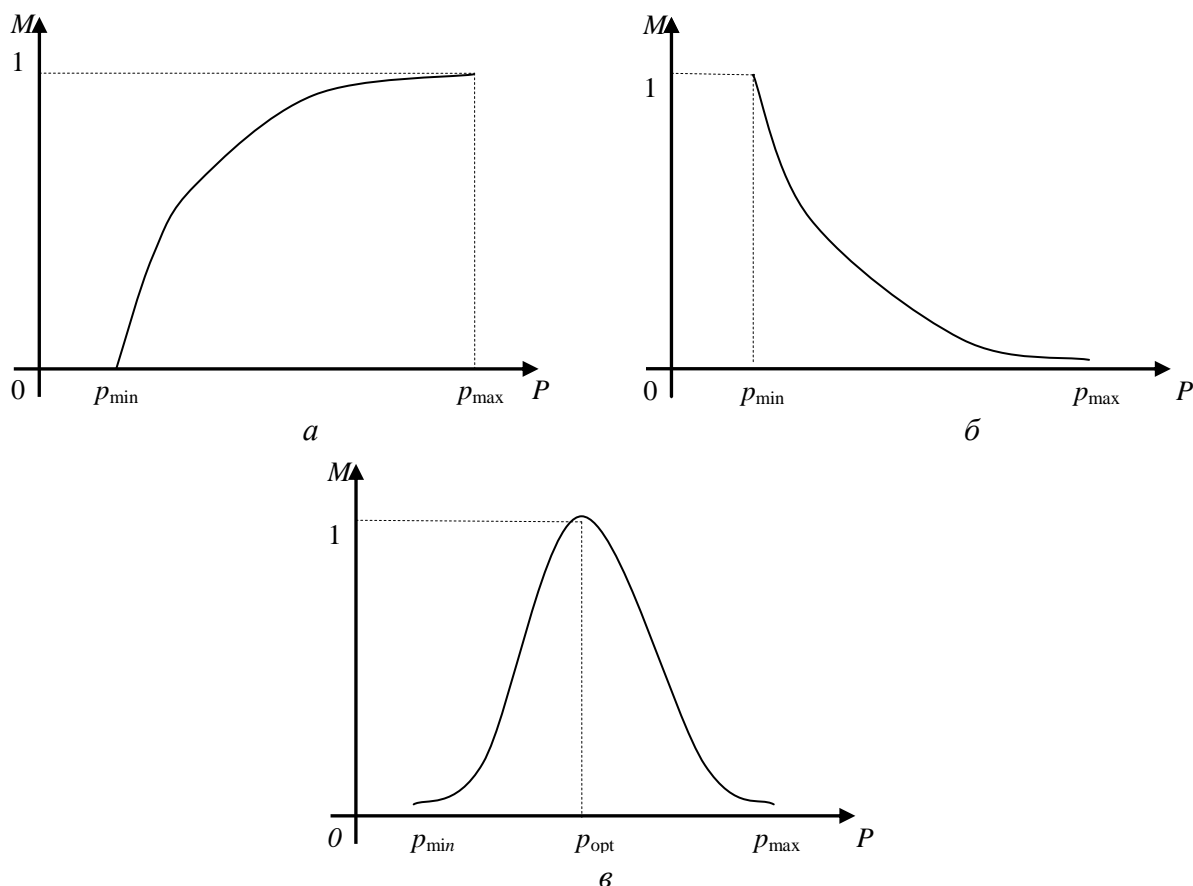 M M
1 1
0 p_min p_max P 0 p_min p_max P
а б
M
1
0 p_min p_opt p_max P
в